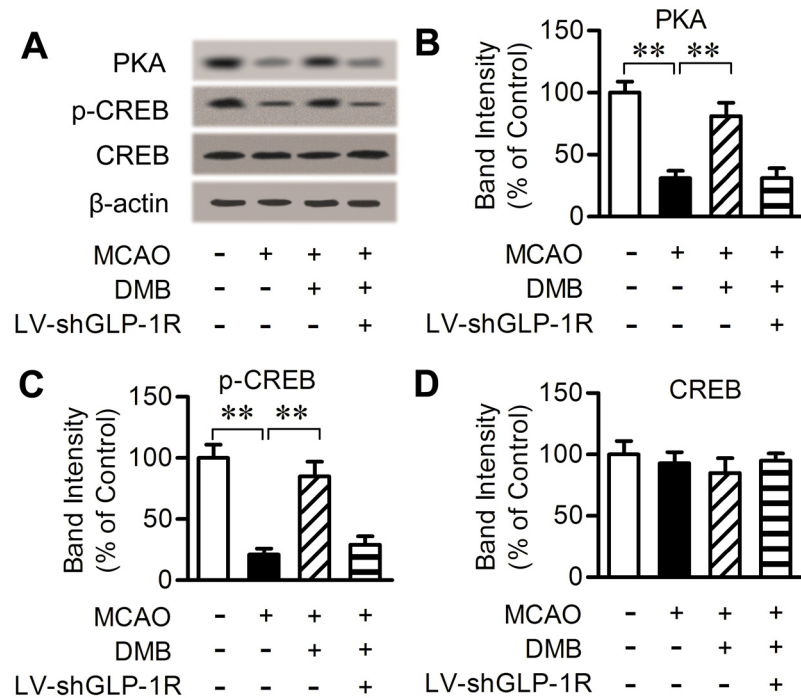 A
PKA
p-CREB
CREB
β-actin
MCAO - + + +
DMB - - + +
LV-shGLP-1R - - - +
B
PKA
Band Intensity
(% of Control)
150
100
50
0
** **
MCAO - + + +
DMB - - + +
LV-shGLP-1R - - - +
C
p-CREB
Band Intensity
(% of Control)
150
100
50
0
** **
MCAO - + + +
DMB - - + +
LV-shGLP-1R - - - +
D
CREB
Band Intensity
(% of Control)
150
100
50
0
MCAO - + + +
DMB - - + +
LV-shGLP-1R - - - +